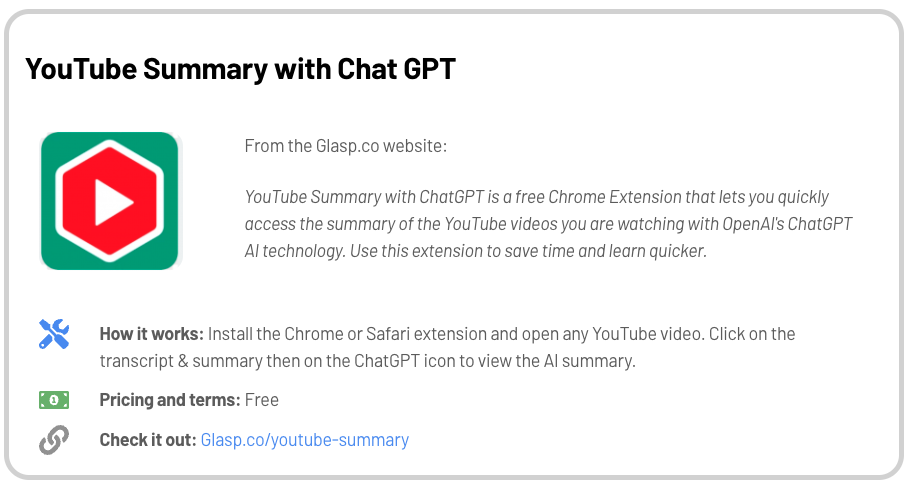 YouTube Summary with Chat GPT
From the Glasp.co website:
YouTube Summary with ChatGPT is a free Chrome Extension that lets you quickly
access the summary of the YouTube videos you are watching with OpenAI's ChatGPT
AI technology. Use this extension to save time and learn quicker.
How it works: Install the Chrome or Safari extension and open any YouTube video. Click on the
transcript & summary then on the ChatGPT icon to view the AI summary.
Pricing and terms: Free
Check it out: Glasp.co/youtube-summary